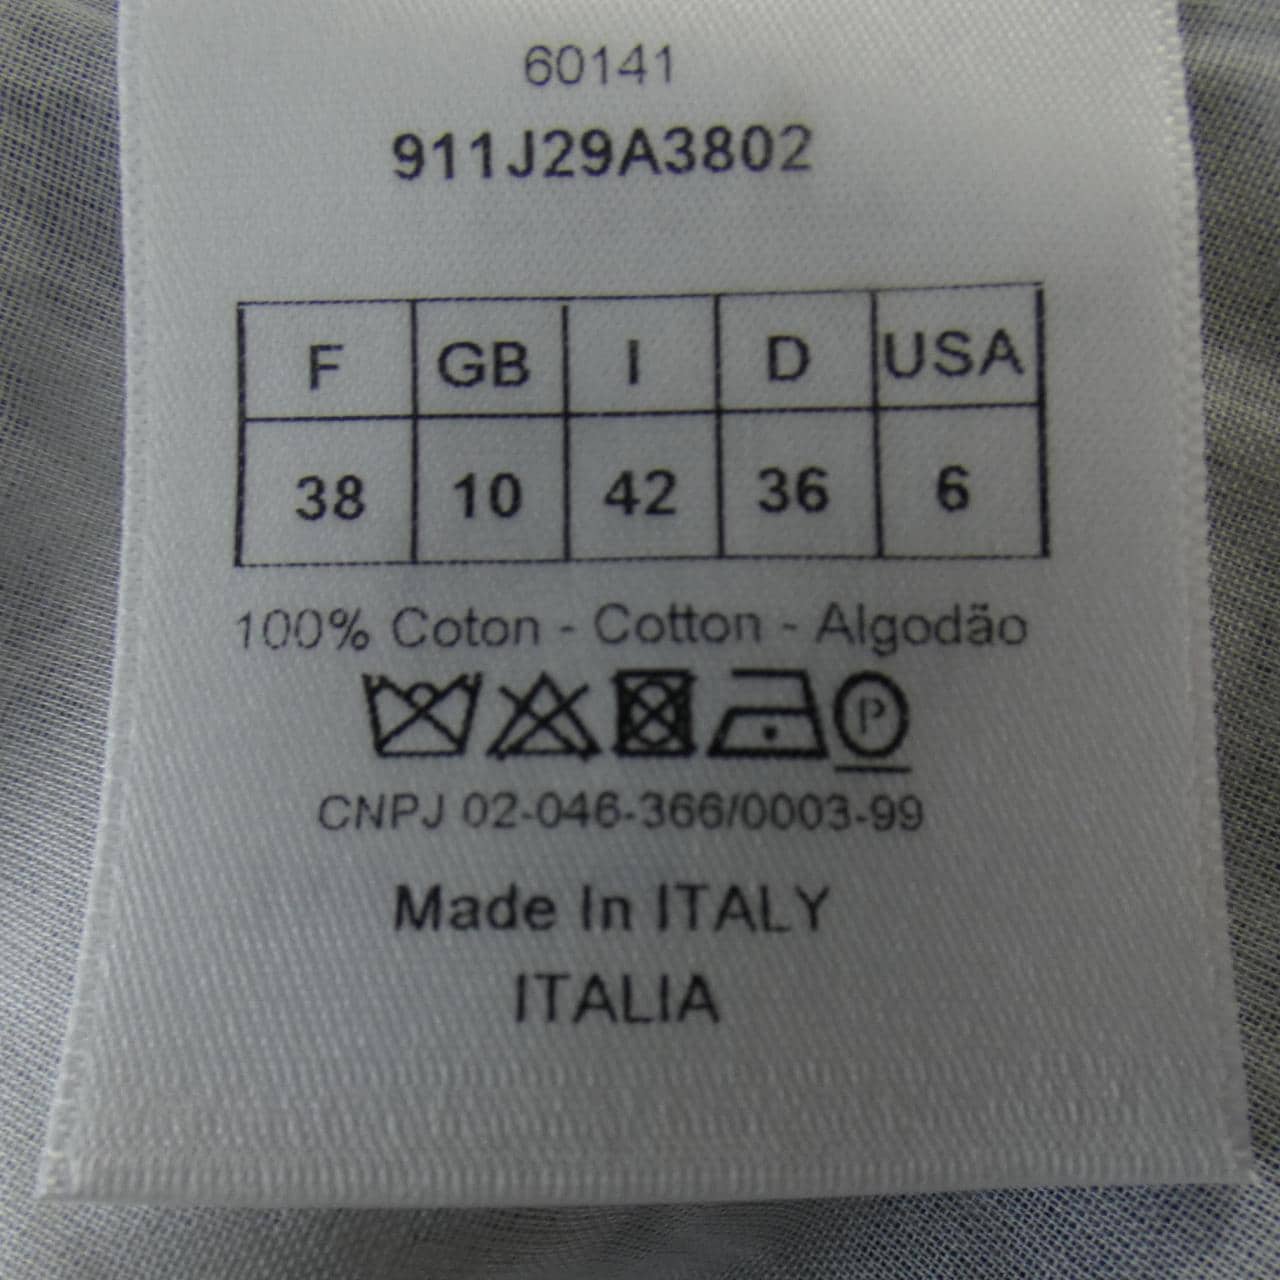 60141
911J29A3802
F GB I D USA
38 10 42 36 6
100% Coton - Cotton - Algodão
P
CNPJ 02-046-366/0003-99
Made In ITALY
ITALIA